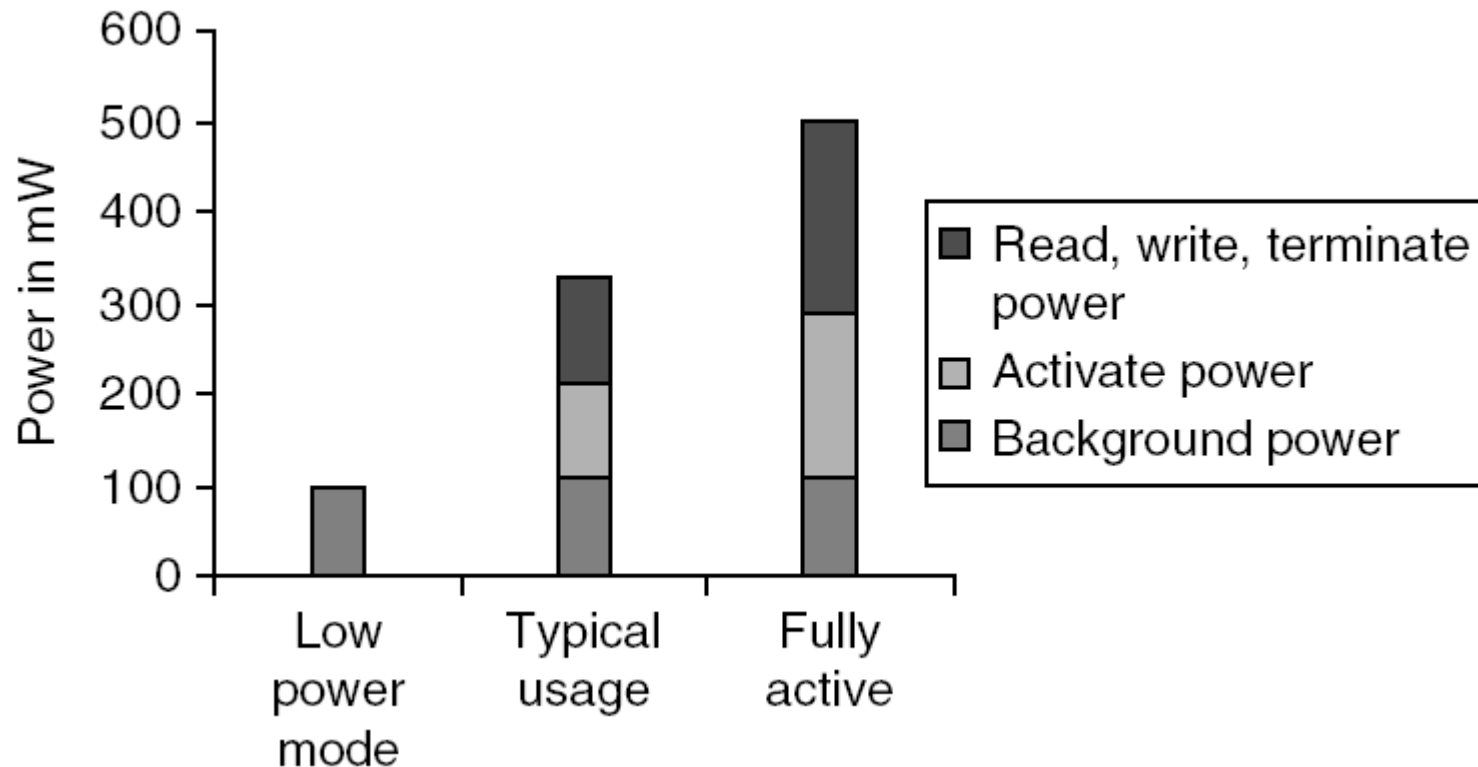 600
500
400
300
200
100
0
Power in mW
Low
power
mode
Typical
usage
Fully
active
Read, write, terminate
power
Activate power
Background power